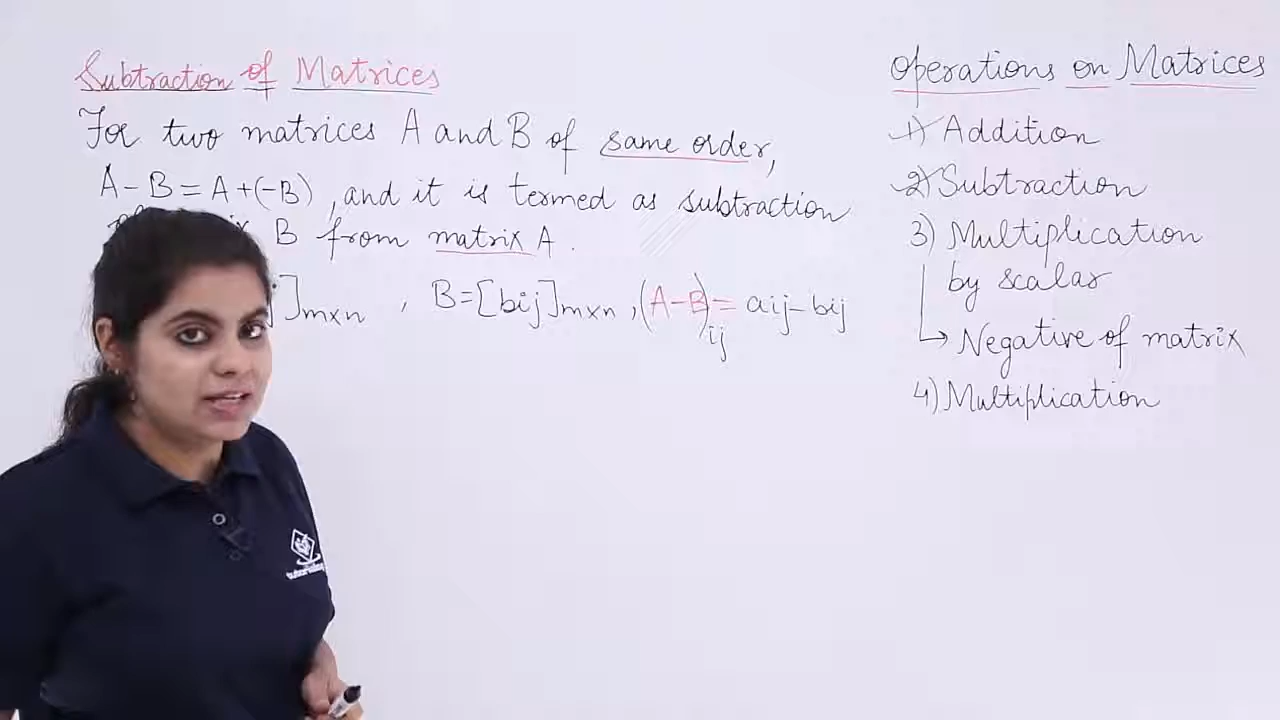 Subtraction of Matrices
For two matrices A and B of same order,
A-B=A+(-B), and it is termed as subtraction
B from matrix A.
]mxn , B=[bij]mxn, (A-B)ij = aij-bij
Operations on Matrices
1) Addition
2) Subtraction
3) Multiplication
by scalar
↳ Negative of matrix
4) Multiplication